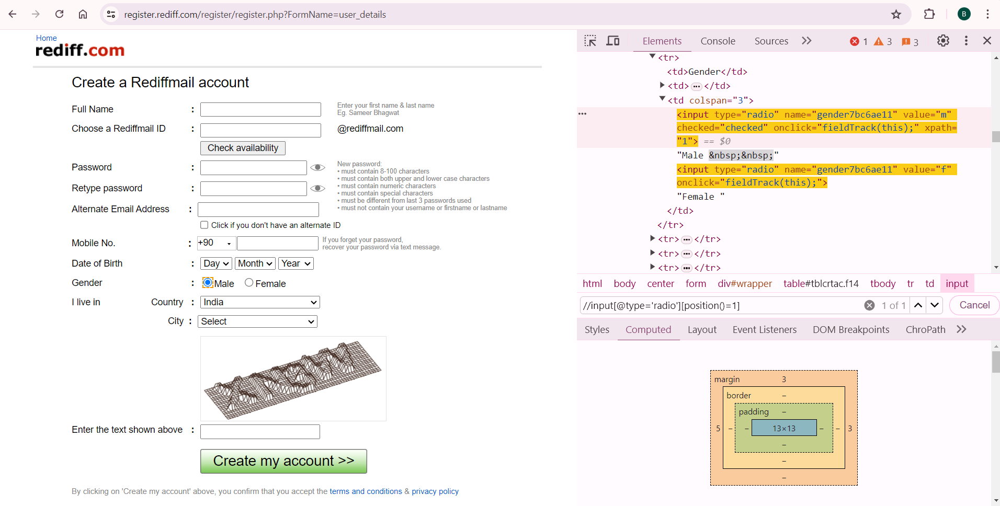 register.rediff.com/register/register.php?FormName=user_details
B
Home
rediff.com
Create a Rediffmail account
Full Name :
Enter your first name & last name
Eg. Sameer Bhagwat
Choose a Rediffmail ID : @rediffmail.com
Check availability
Password :
New password:
• must contain 8-100 characters
• must contain both upper and lower case characters
• must contain numeric characters
• must contain special characters
• must be different from last 3 passwords used
• must not contain your username or firstname or lastname
Retype password :
Alternate Email Address :
Click if you don't have an alternate ID
Mobile No. : +90
If you forget your password,
recover your password via text message.
Date of Birth : Day Month Year
Gender : Male Female
I live in Country : India
City : Select
Enter the text shown above :
Create my account >>
By clicking on 'Create my account' above, you confirm that you accept the terms and conditions & privacy policy
Elements Console Sources 1 3 3
<tr>
<td>Gender</td>
<td>…</td>
<td colspan="3">
<input type="radio" name="gender7bc6ae11" value="m"
checked="checked" onclick="fieldTrack(this);" xpath=
"1"> == $0
"Male &nbsp;&nbsp;"
<input type="radio" name="gender7bc6ae11" value="f"
onclick="fieldTrack(this);">
"Female "
</td>
</tr>
<tr>…</tr>
<tr>…</tr>
<tr>…</tr>
html body center form div#wrapper table#tblcrtac.f14 tbody tr td input
//input[@type='radio'][position()=1] 1 of 1 Cancel
Styles Computed Layout Event Listeners DOM Breakpoints ChroPath
margin 3
border –
padding –
5 – – 13×13 – – 3
–
–
–